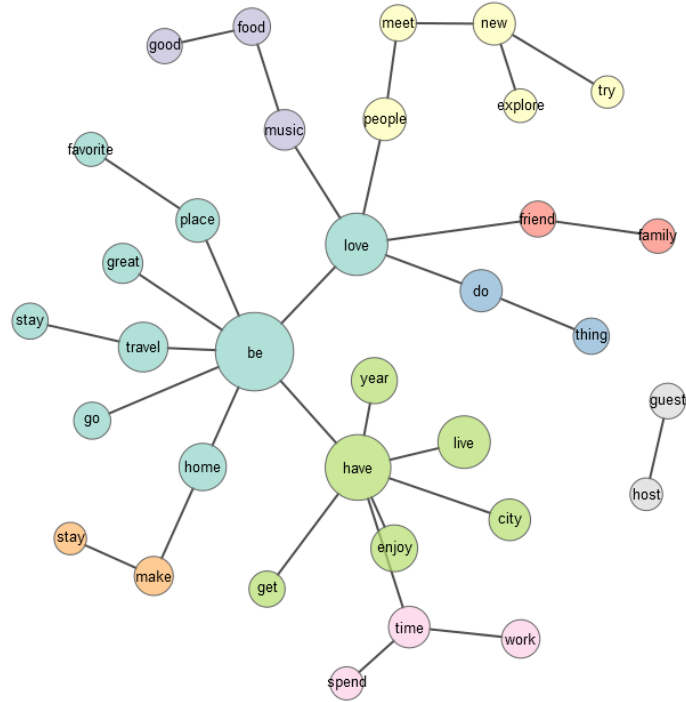 meet
new
food
good
try
explore
people
music
favorite
place
friend
family
love
great
do
stay
thing
travel
be
year
guest
go
live
home
have
host
city
stay
enjoy
make
get
time
work
spend